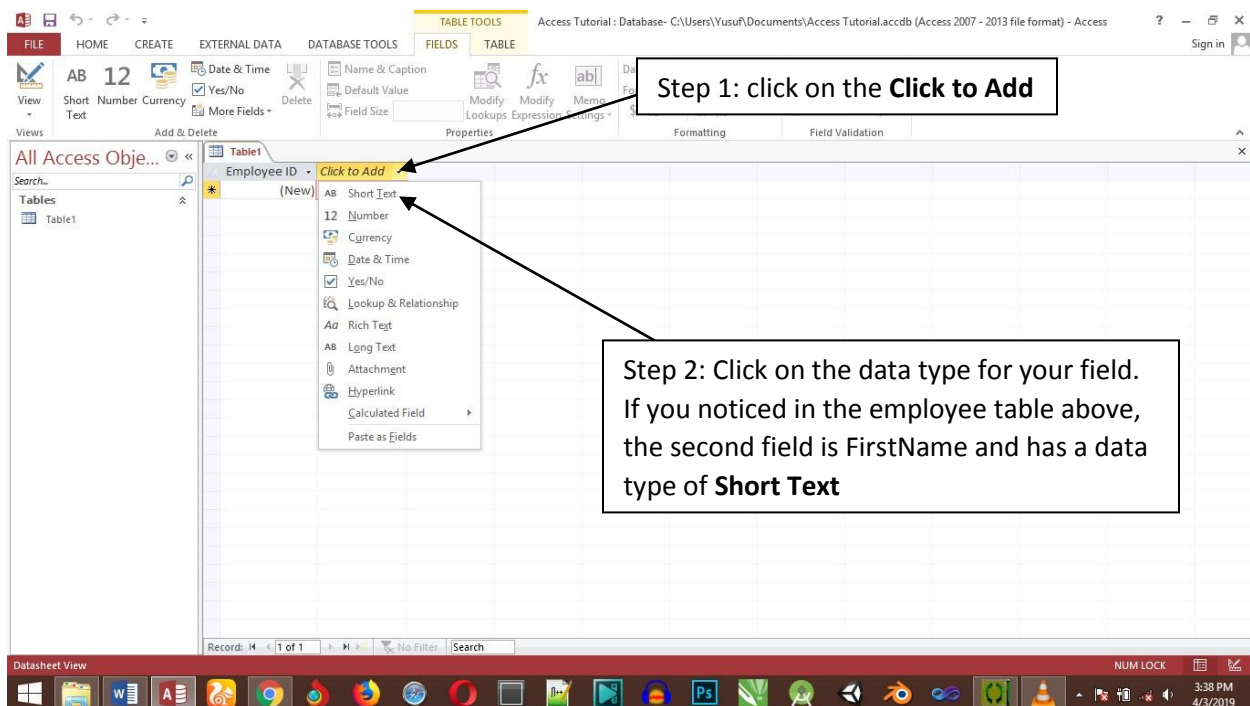 TABLE TOOLS
Access Tutorial : Database- C:\Users\Yusuf\Documents\Access Tutorial.accdb (Access 2007 - 2013 file format) - Access
?
FILE HOME CREATE EXTERNAL DATA DATABASE TOOLS FIELDS TABLE Sign in
View
AB Short Text
12 Number
Currency
Date & Time
Yes/No
More Fields
Delete
Name & Caption
Default Value
Field Size
Modify Lookups
fx Modify Expression
ab| Memo Settings
Views Add & Delete Properties Formatting Field Validation
Step 1: click on the Click to Add
All Access Obje...
Search...
Tables
Table1
Table1
Employee ID Click to Add
* (New)
AB Short Text
12 Number
Currency
Date & Time
Yes/No
Lookup & Relationship
Aa Rich Text
AB Long Text
Attachment
Hyperlink
Calculated Field
Paste as Fields
Step 2: Click on the data type for your field.
If you noticed in the employee table above,
the second field is FirstName and has a data
type of Short Text
Record: 1 of 1 No Filter Search
Datasheet View NUM LOCK
Ps
3:38 PM
4/3/2019